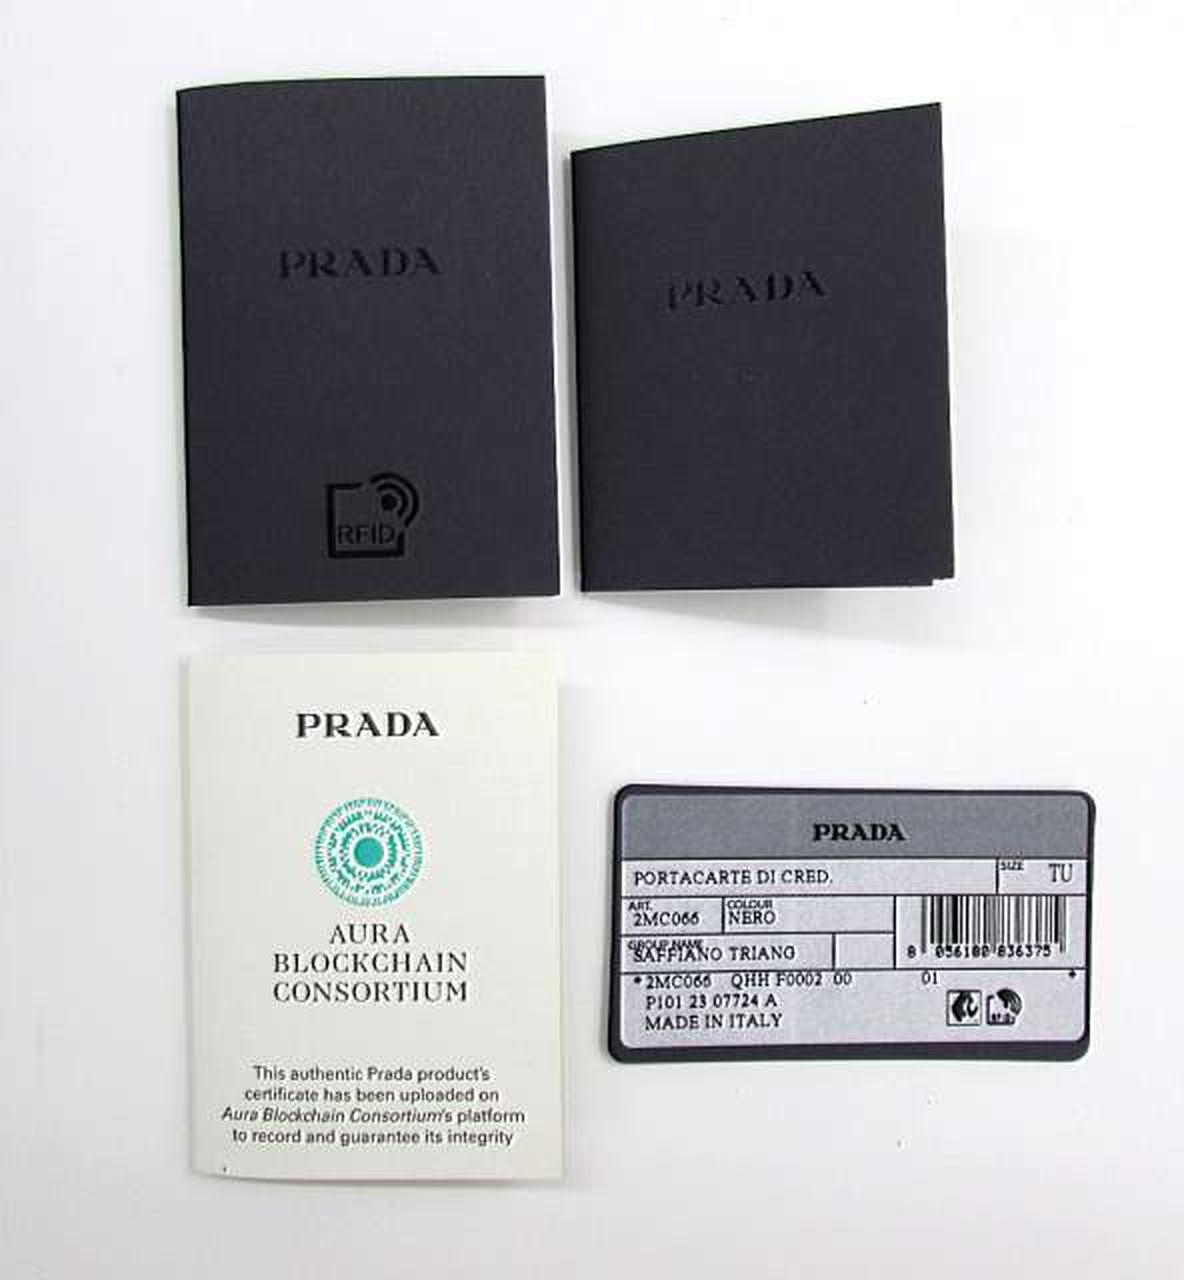 PRADA
RFID
PRADA
PRADA
AURA
BLOCKCHAIN
CONSORTIUM
This authentic Prada product's
certificate has been uploaded on
Aura Blockchain Consortium's platform
to record and guarantee its integrity
PRADA
PORTACARTE DI CRED.
SIZE TU
ART. COLOUR
2MC066 NERO
GROUP NAME
SAFFIANO TRIANG
8 056180 836375
*2MC066 QHH F0002 00 01 *
P101 23 07724 A
MADE IN ITALY